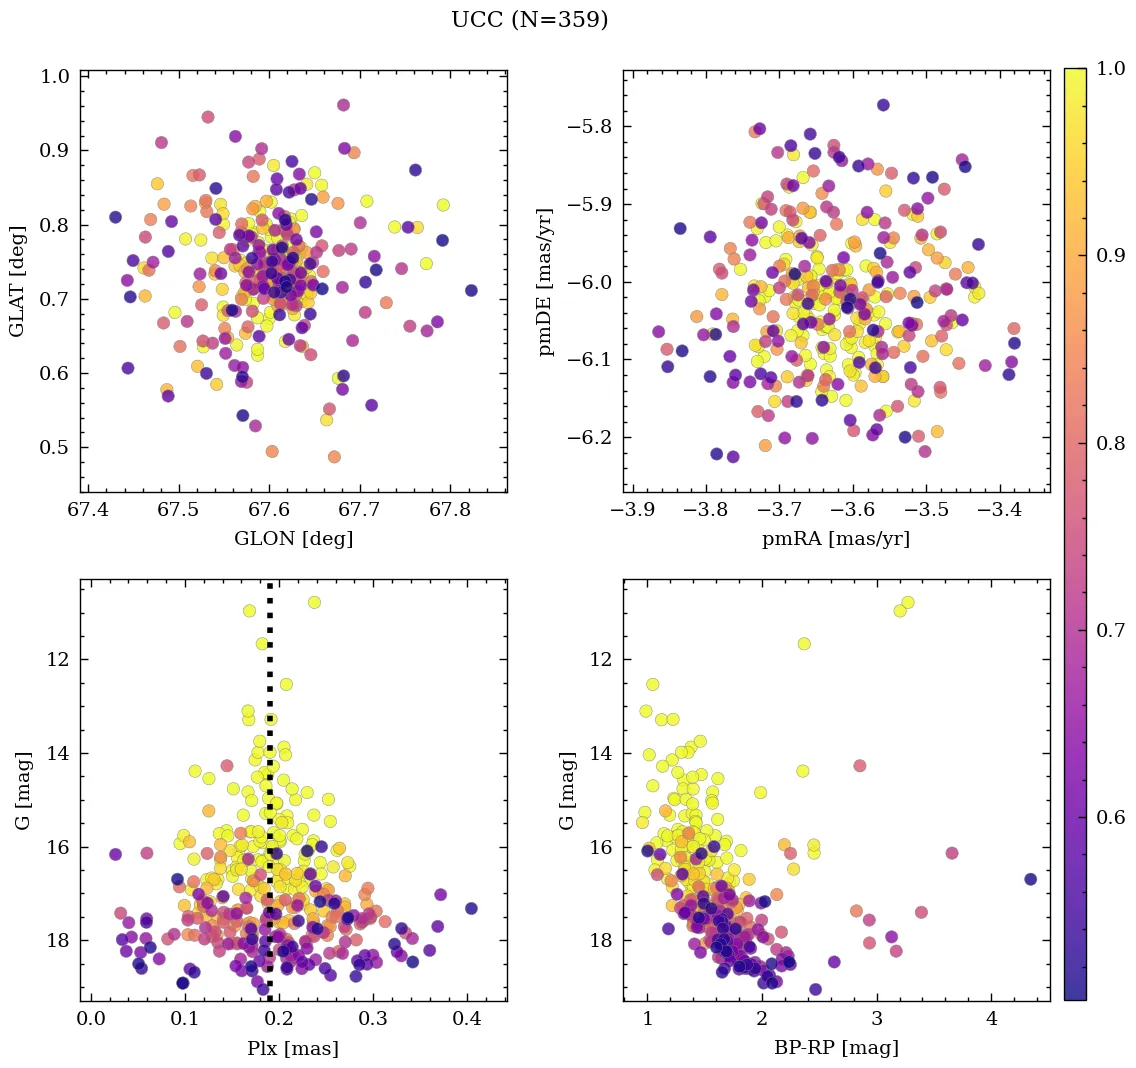 UCC (N=359)
1.0
0.9
0.8
0.7
0.6
0.5
67.4 67.5 67.6 67.7 67.8
GLON [deg]
GLAT [deg]
−5.8
−5.9
−6.0
−6.1
−6.2
−3.9 −3.8 −3.7 −3.6 −3.5 −3.4
pmRA [mas/yr]
pmDE [mas/yr]
1.0
0.9
0.8
0.7
0.6
12
14
16
18
0.0 0.1 0.2 0.3 0.4
Plx [mas]
G [mag]
12
14
16
18
1 2 3 4
BP-RP [mag]
G [mag]